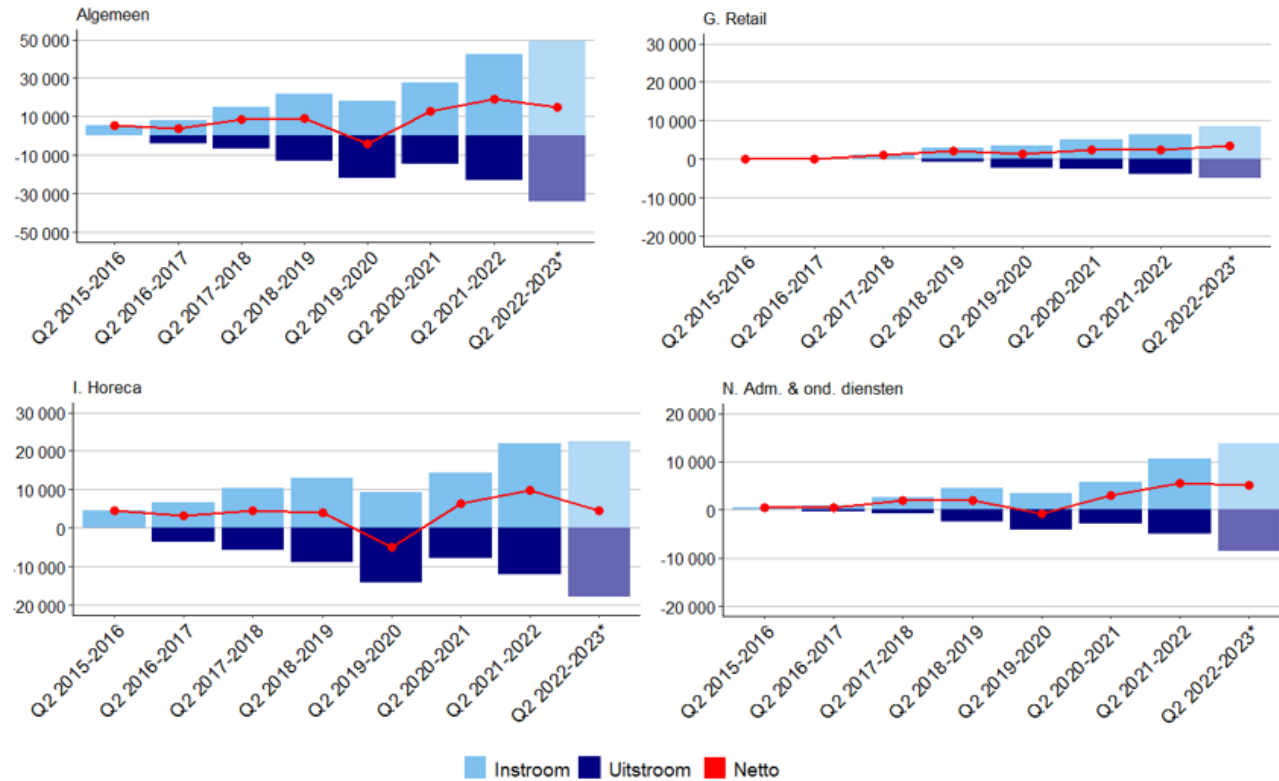 Algemeen
50 000
30 000
10 000
-10 000
-30 000
-50 000
Q2 2015-2016
Q2 2016-2017
Q2 2017-2018
Q2 2018-2019
Q2 2019-2020
Q2 2020-2021
Q2 2021-2022
Q2 2022-2023*
G. Retail
30 000
20 000
10 000
0
-10 000
-20 000
Q2 2015-2016
Q2 2016-2017
Q2 2017-2018
Q2 2018-2019
Q2 2019-2020
Q2 2020-2021
Q2 2021-2022
Q2 2022-2023*
I. Horeca
30 000
20 000
10 000
0
-10 000
-20 000
Q2 2015-2016
Q2 2016-2017
Q2 2017-2018
Q2 2018-2019
Q2 2019-2020
Q2 2020-2021
Q2 2021-2022
Q2 2022-2023*
N. Adm. & ond. diensten
20 000
10 000
0
-10 000
-20 000
Q2 2015-2016
Q2 2016-2017
Q2 2017-2018
Q2 2018-2019
Q2 2019-2020
Q2 2020-2021
Q2 2021-2022
Q2 2022-2023*
Instroom Uitstroom Netto